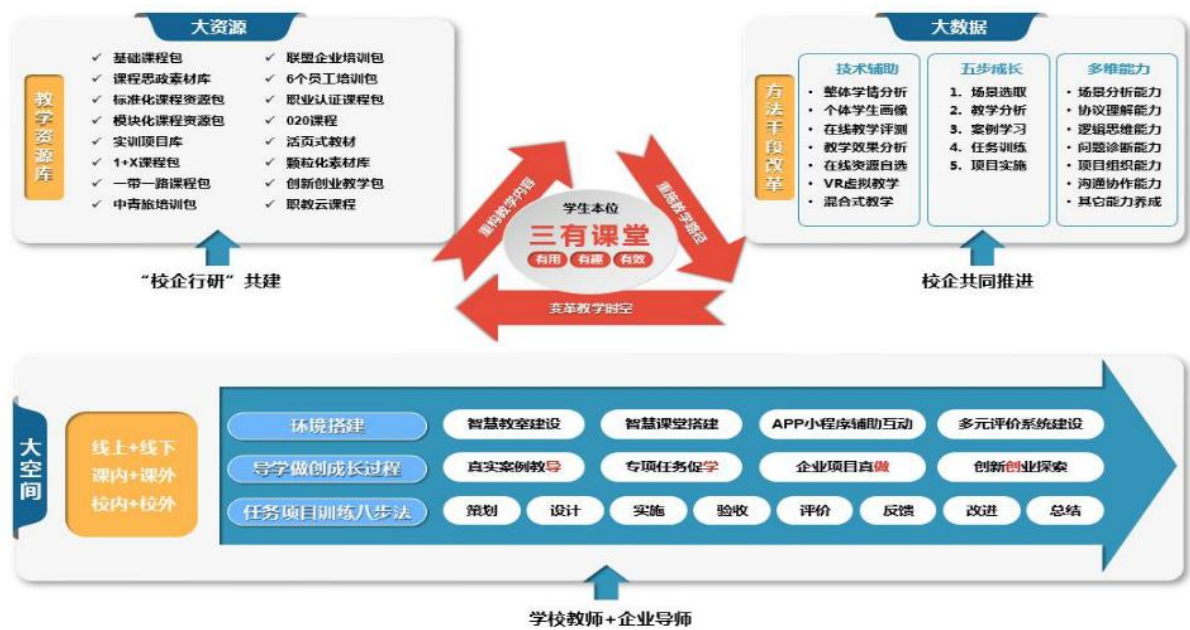 大资源
教学资源库
✓ 基础课程包
✓ 课程思政素材库
✓ 标准化课程资源包
✓ 模块化课程资源包
✓ 实训项目库
✓ 1+X课程包
✓ 一带一路课程包
✓ 中青旅培训包
✓ 联盟企业培训包
✓ 6个员工培训包
✓ 职业认证课程包
✓ 020课程
✓ 活页式教材
✓ 颗粒化素材库
✓ 创新创业教学包
✓ 职教云课程
“校企行研”共建
重构教学内容
重施教学路径
变革教学时空
学生本位
三有课堂
有用 有趣 有效
大数据
方法手段改革
技术辅助
• 整体学情分析
• 个体学生画像
• 在线教学评测
• 教学效果分析
• 在线资源自选
• VR虚拟教学
• 混合式教学
五步成长
1. 场景选取
2. 教学分析
3. 案例学习
4. 任务训练
5. 项目实施
多维能力
• 场景分析能力
• 协议理解能力
• 逻辑思维能力
• 问题诊断能力
• 项目组织能力
• 沟通协作能力
• 其它能力养成
校企共同推进
大空间
线上+线下
课内+课外
校内+校外
环境搭建 智慧教室建设 智慧课堂搭建 APP小程序辅助互动 多元评价系统建设
导学做创成长过程 真实案例教导 专项任务促学 企业项目真做 创新创业探索
任务项目训练八步法 策划 设计 实施 验收 评价 反馈 改进 总结
学校教师+企业导师